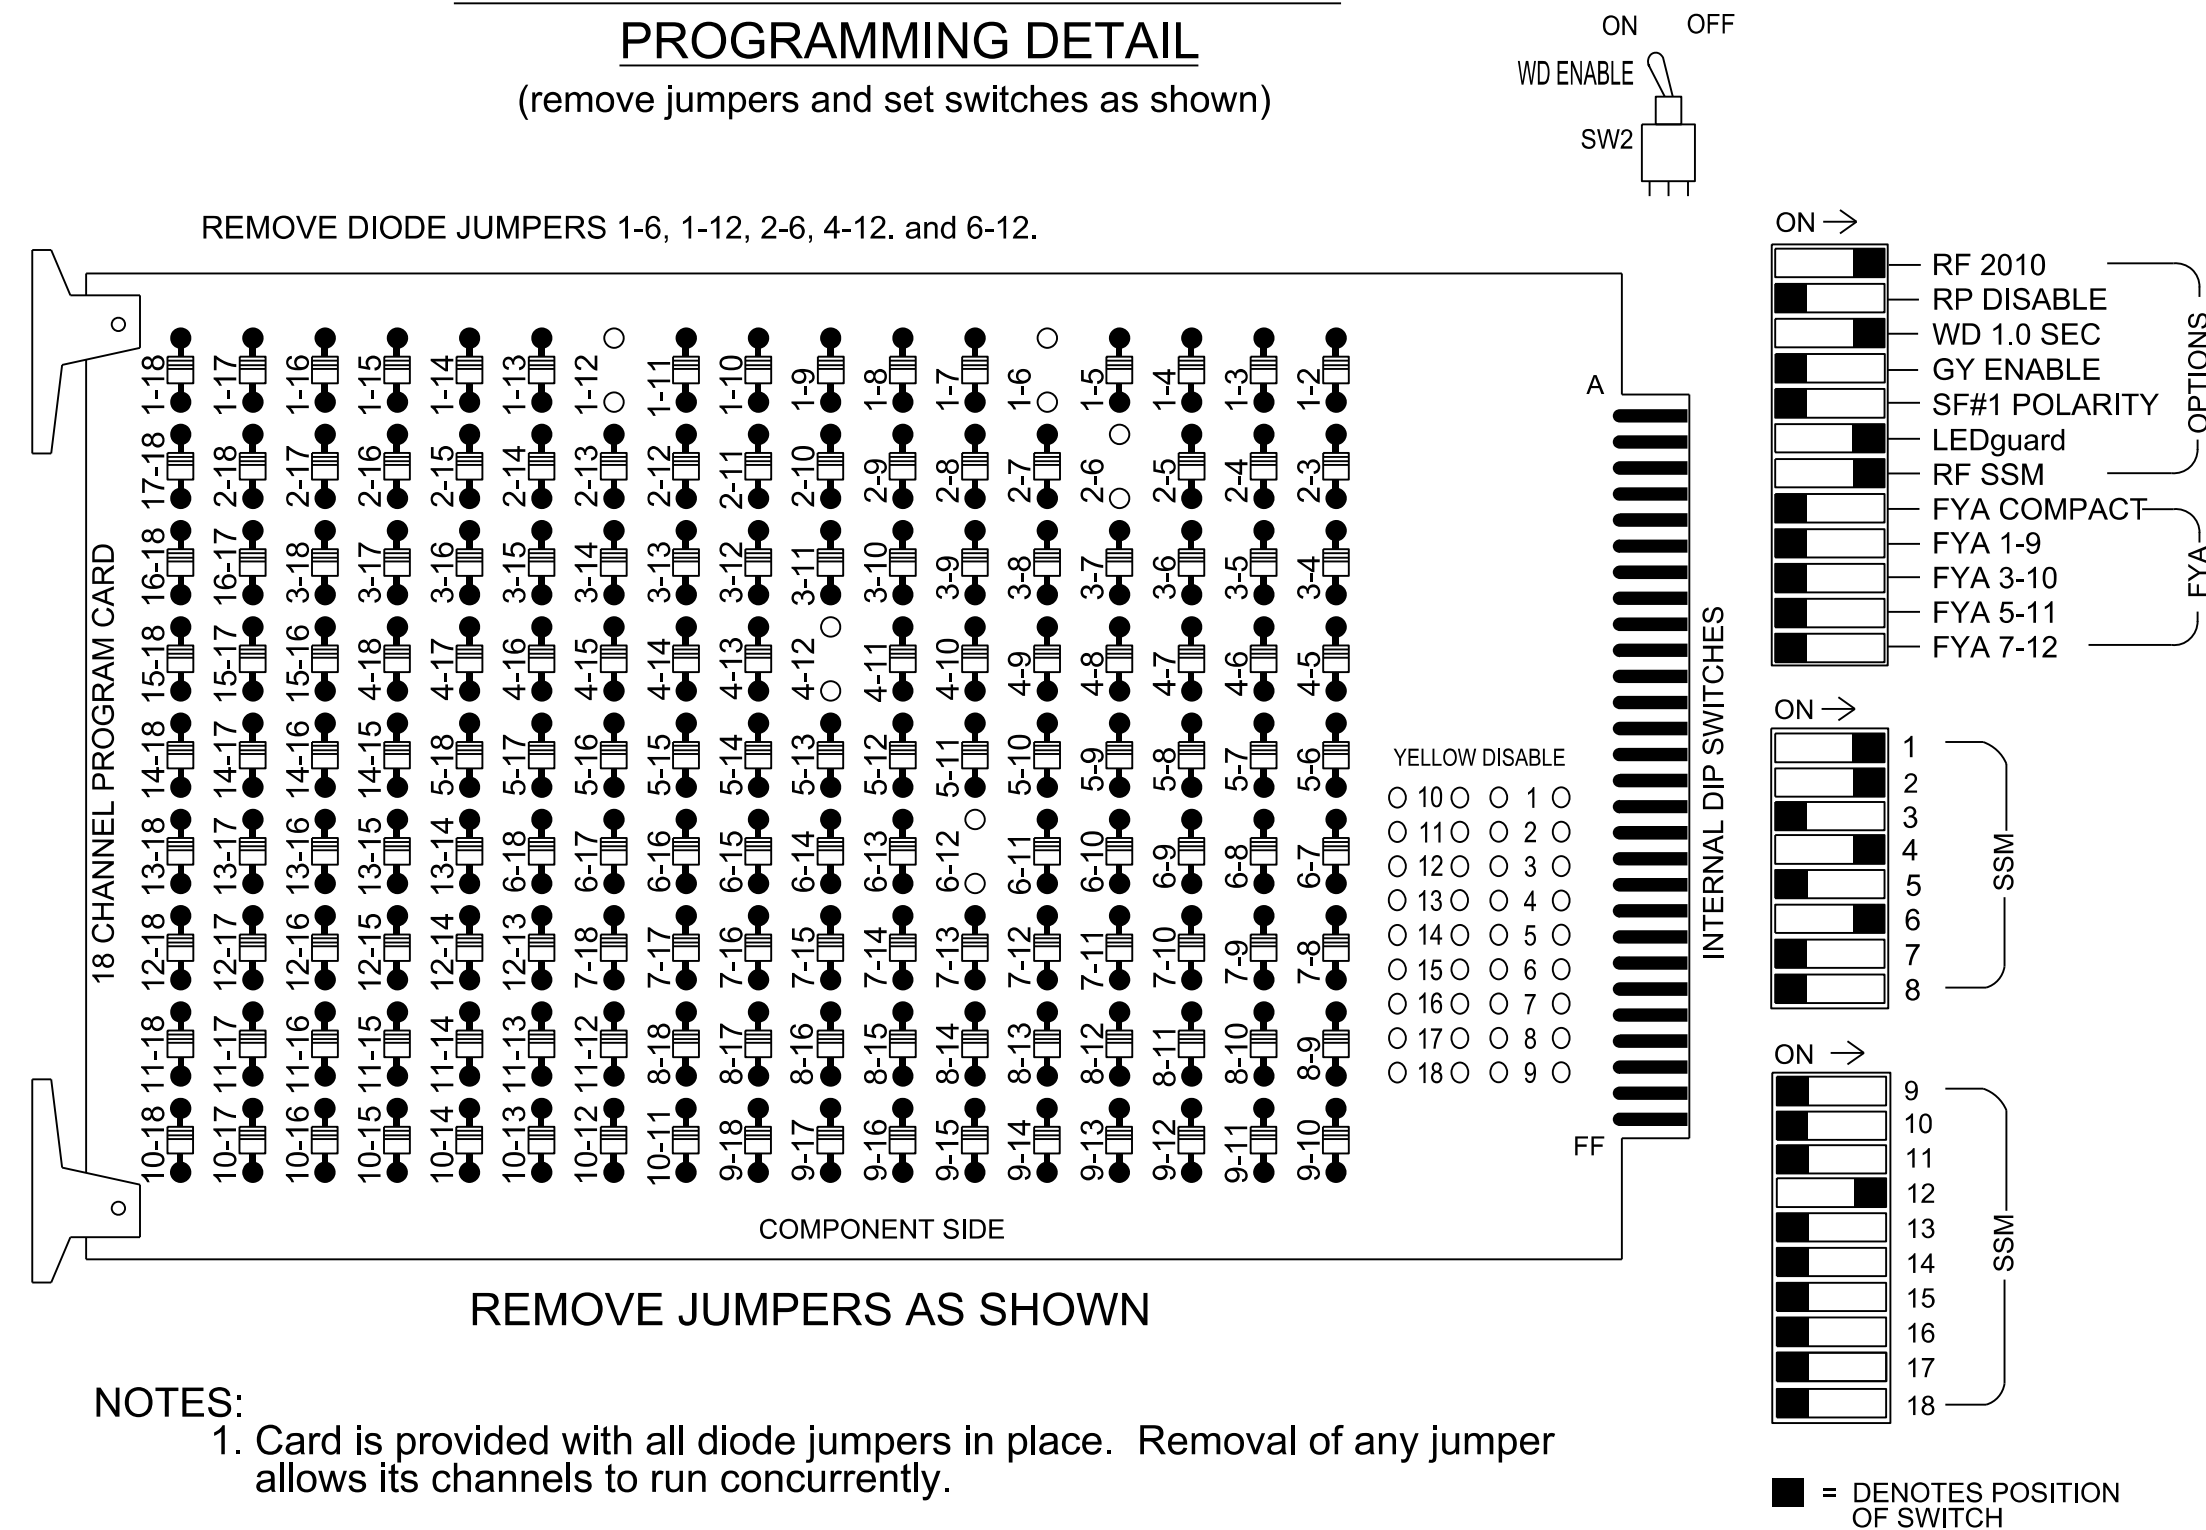 PROGRAMMING DETAIL
(remove jumpers and set switches as shown)
ON OFF
WD ENABLE
SW2
REMOVE DIODE JUMPERS 1-6, 1-12, 2-6, 4-12. and 6-12.
18 CHANNEL PROGRAM CARD
1-18 1-17 1-16 1-15 1-14 1-13 1-12 1-11 1-10 1-9 1-8 1-7 1-6 1-5 1-4 1-3 1-2
17-18 2-18 2-17 2-16 2-15 2-14 2-13 2-12 2-11 2-10 2-9 2-8 2-7 2-6 2-5 2-4 2-3
16-18 16-17 3-18 3-17 3-16 3-15 3-14 3-13 3-12 3-11 3-10 3-9 3-8 3-7 3-6 3-5 3-4
15-18 15-17 15-16 4-18 4-17 4-16 4-15 4-14 4-13 4-12 4-11 4-10 4-9 4-8 4-7 4-6 4-5
14-18 14-17 14-16 14-15 5-18 5-17 5-16 5-15 5-14 5-13 5-12 5-11 5-10 5-9 5-8 5-7 5-6
13-18 13-17 13-16 13-15 13-14 6-18 6-17 6-16 6-15 6-14 6-13 6-12 6-11 6-10 6-9 6-8 6-7
12-18 12-17 12-16 12-15 12-14 12-13 7-18 7-17 7-16 7-15 7-14 7-13 7-12 7-11 7-10 7-9 7-8
11-18 11-17 11-16 11-15 11-14 11-13 11-12 8-18 8-17 8-16 8-15 8-14 8-13 8-12 8-11 8-10 8-9
10-18 10-17 10-16 10-15 10-14 10-13 10-12 10-11 9-18 9-17 9-16 9-15 9-14 9-13 9-12 9-11 9-10
A
YELLOW DISABLE
10 1
11 2
12 3
13 4
14 5
15 6
16 7
17 8
18 9
FF
COMPONENT SIDE
INTERNAL DIP SWITCHES
ON
RF 2010
RP DISABLE
WD 1.0 SEC
GY ENABLE
SF#1 POLARITY
LEDguard
RF SSM
OPTIONS
FYA COMPACT
FYA 1-9
FYA 3-10
FYA 5-11
FYA 7-12
FYA
ON
1
2
3
4
5
6
7
8
SSM
ON
9
10
11
12
13
14
15
16
17
18
SSM
REMOVE JUMPERS AS SHOWN
NOTES:
1. Card is provided with all diode jumpers in place. Removal of any jumper
allows its channels to run concurrently.
= DENOTES POSITION
OF SWITCH